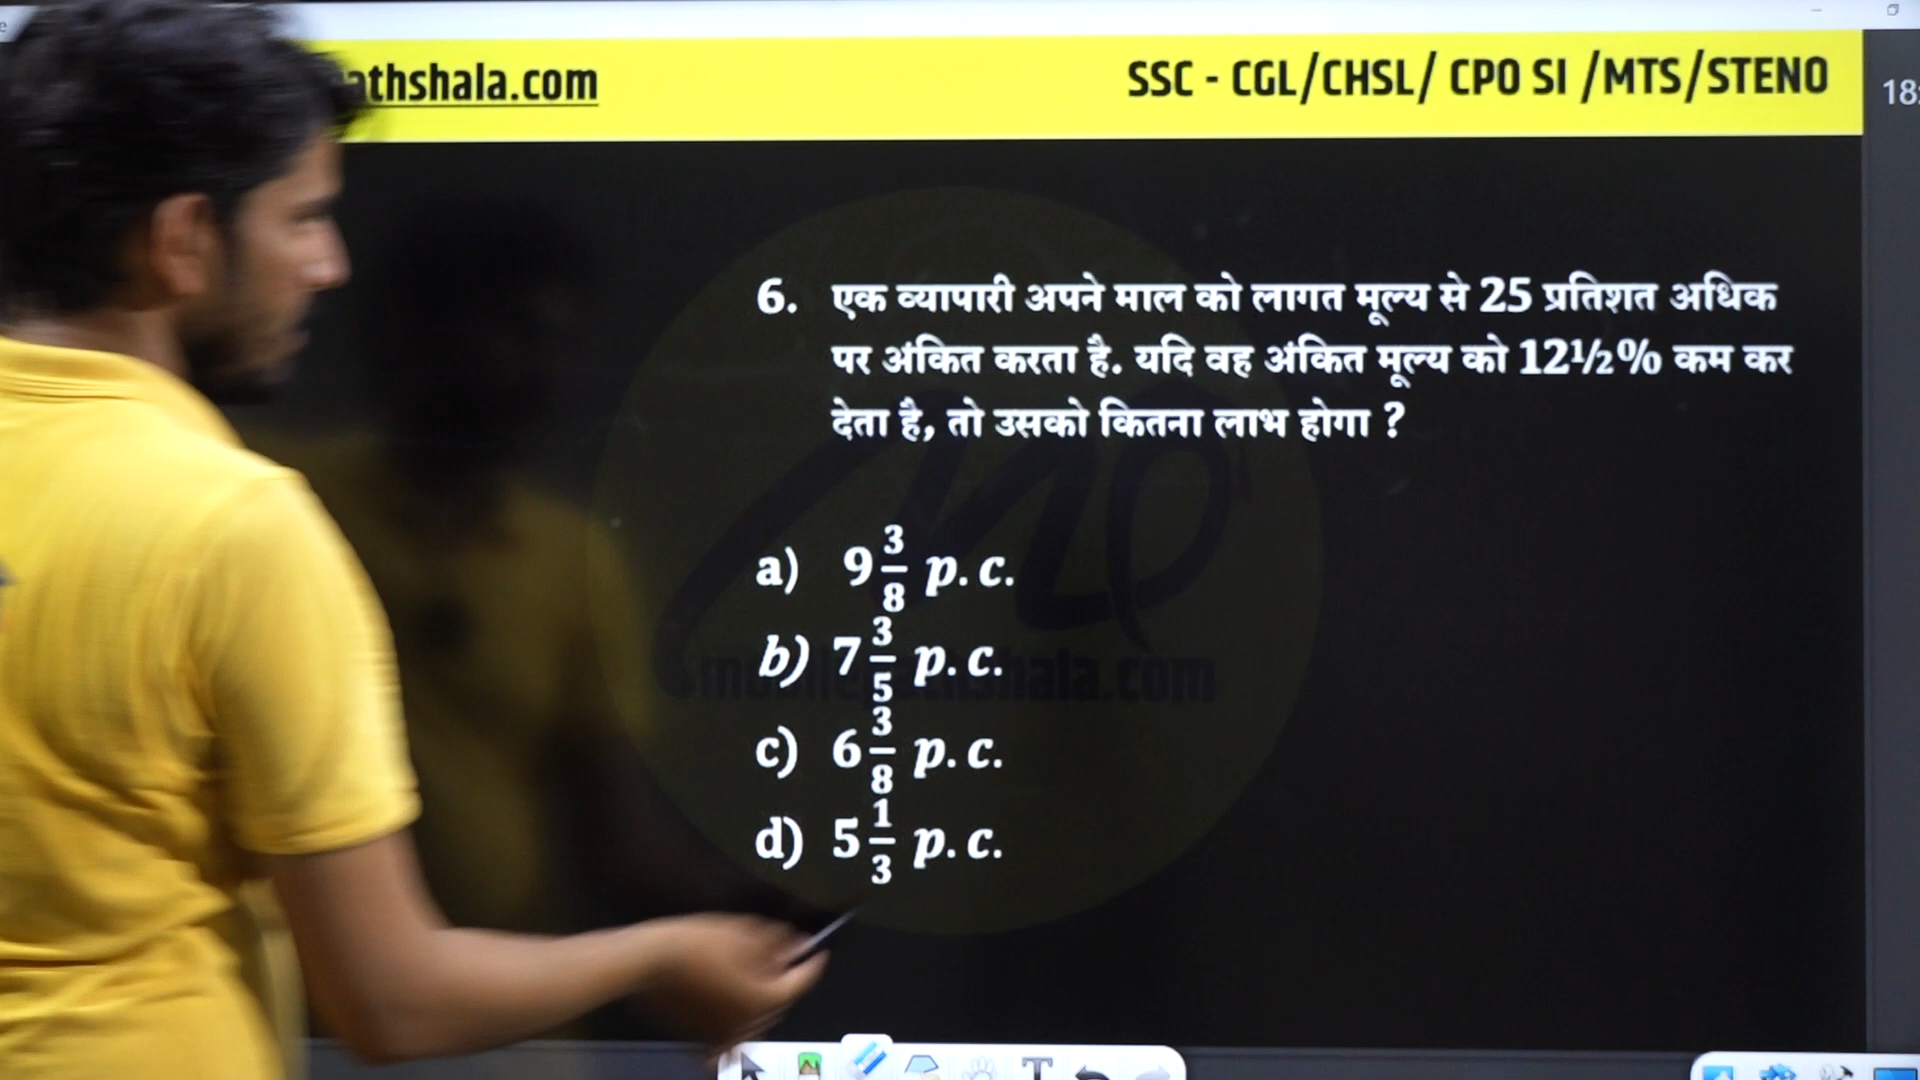 athshala.com
SSC - CGL/CHSL/ CPO SI /MTS/STENO
18:
6. एक व्यापारी अपने माल को लागत मूल्य से 25 प्रतिशत अधिक
पर अंकित करता है. यदि वह अंकित मूल्य को 12½% कम कर
देता है, तो उसको कितना लाभ होगा ?
a) 9 3/8 p.c.
b) 7 3/5 p.c.
c) 6 3/8 p.c.
d) 5 1/3 p.c.
mobilepathshala.com